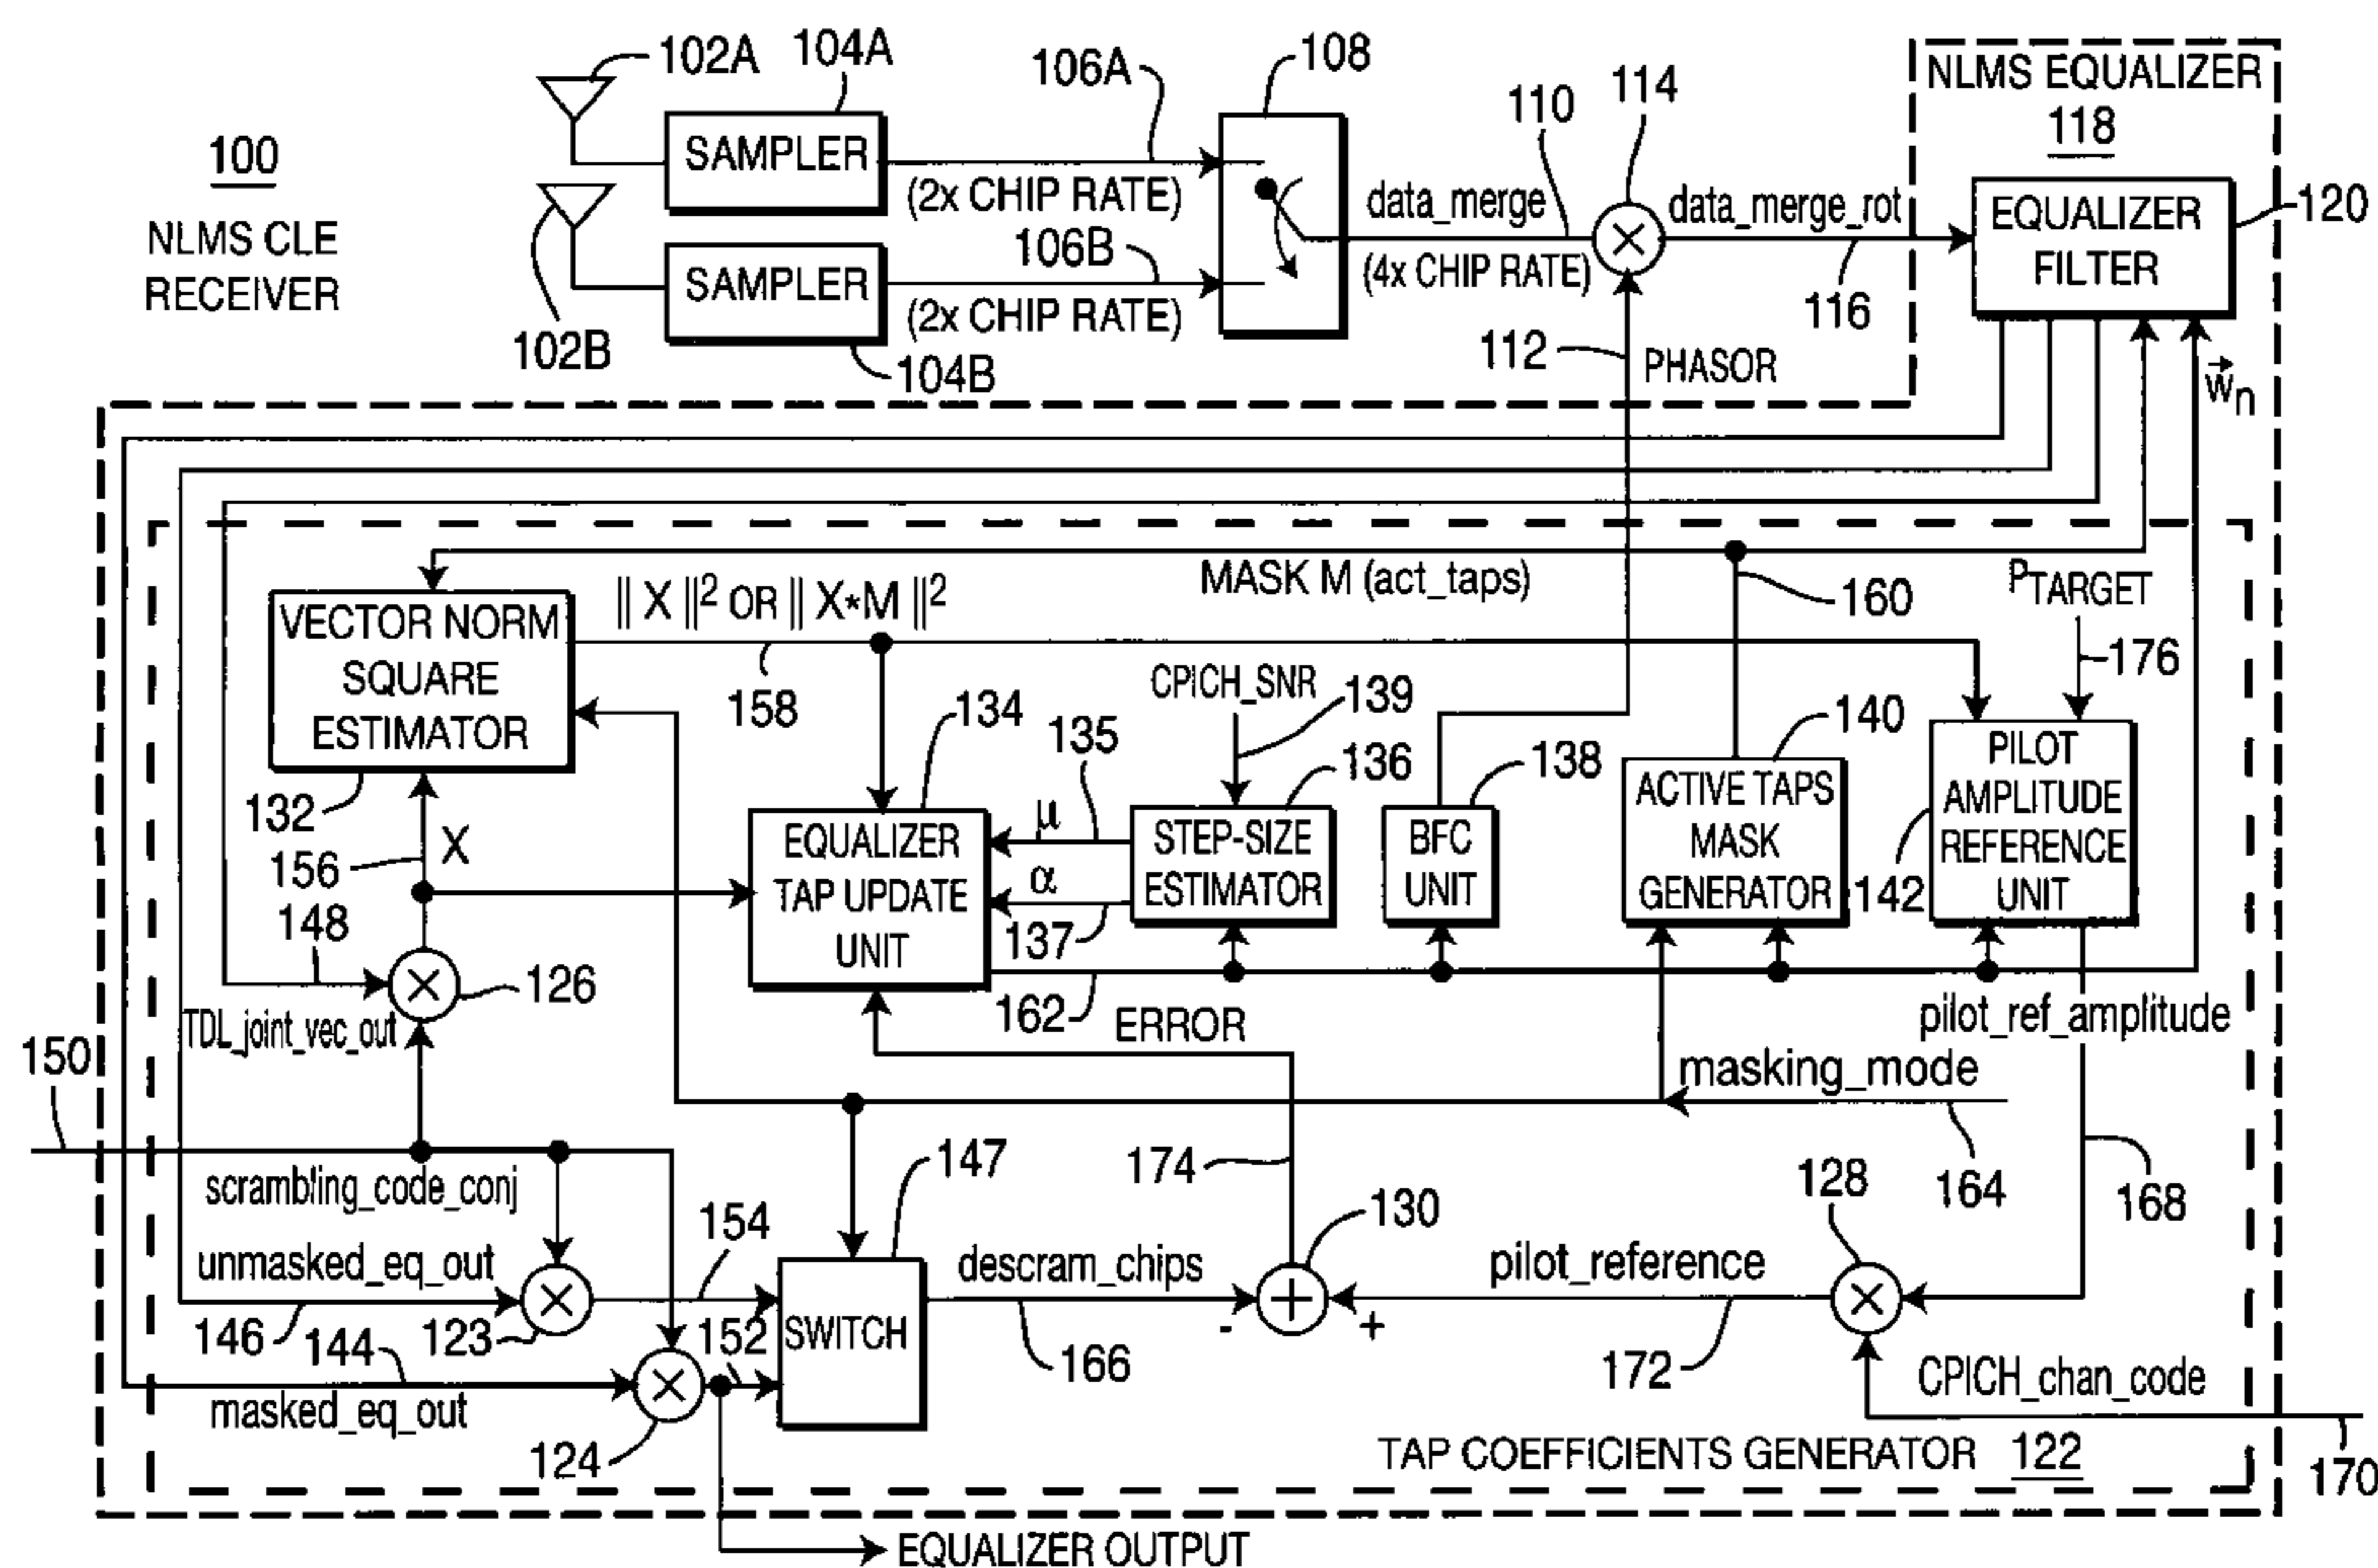 100
NLMS CLE
RECEIVER
102A
102B
104A
SAMPLER
(2x CHIP RATE)
106A
SAMPLER
(2x CHIP RATE)
106B
104B
108
110
data_merge
(4x CHIP RATE)
114
data_merge_rot
116
112
PHASOR
NLMS EQUALIZER
118
EQUALIZER
FILTER
120
w⃗n
MASK M (act_taps)
160
PTARGET
176
VECTOR NORM
SQUARE
ESTIMATOR
132
|| X ||² OR || X*M ||²
158
134
CPICH_SNR
139
135
136
138
140
142
156
X
148
EQUALIZER
TAP UPDATE
UNIT
μ
α
137
STEP-SIZE
ESTIMATOR
BFC
UNIT
ACTIVE TAPS
MASK
GENERATOR
PILOT
AMPLITUDE
REFERENCE
UNIT
126
TDL_joint_vec_out
162
ERROR
pilot_ref_amplitude
150
masking_mode
164
168
scrambling_code_conj
154
147
174
130
128
unmasked_eq_out
146
123
144
masked_eq_out
124
152
SWITCH
descram_chips
166
-
+
+
pilot_reference
172
CPICH_chan_code
170
TAP COEFFICIENTS GENERATOR 122
EQUALIZER OUTPUT